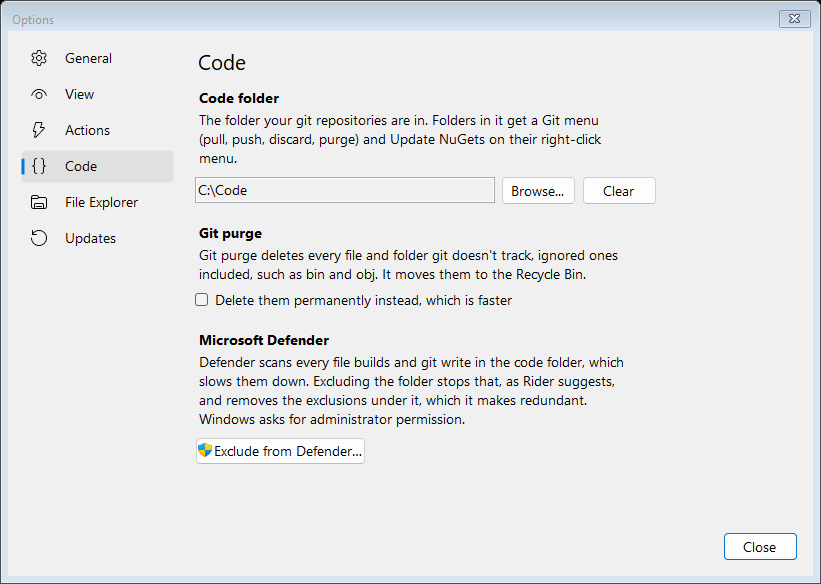 Options
General
View
Actions
Code
File Explorer
Updates
Code
Code folder
The folder your git repositories are in. Folders in it get a Git menu
(pull, push, discard, purge) and Update NuGets on their right-click
menu.
C:\Code
Browse...
Clear
Git purge
Git purge deletes every file and folder git doesn't track, ignored ones
included, such as bin and obj. It moves them to the Recycle Bin.
Delete them permanently instead, which is faster
Microsoft Defender
Defender scans every file builds and git write in the code folder, which
slows them down. Excluding the folder stops that, as Rider suggests,
and removes the exclusions under it, which it makes redundant.
Windows asks for administrator permission.
Exclude from Defender...
Close